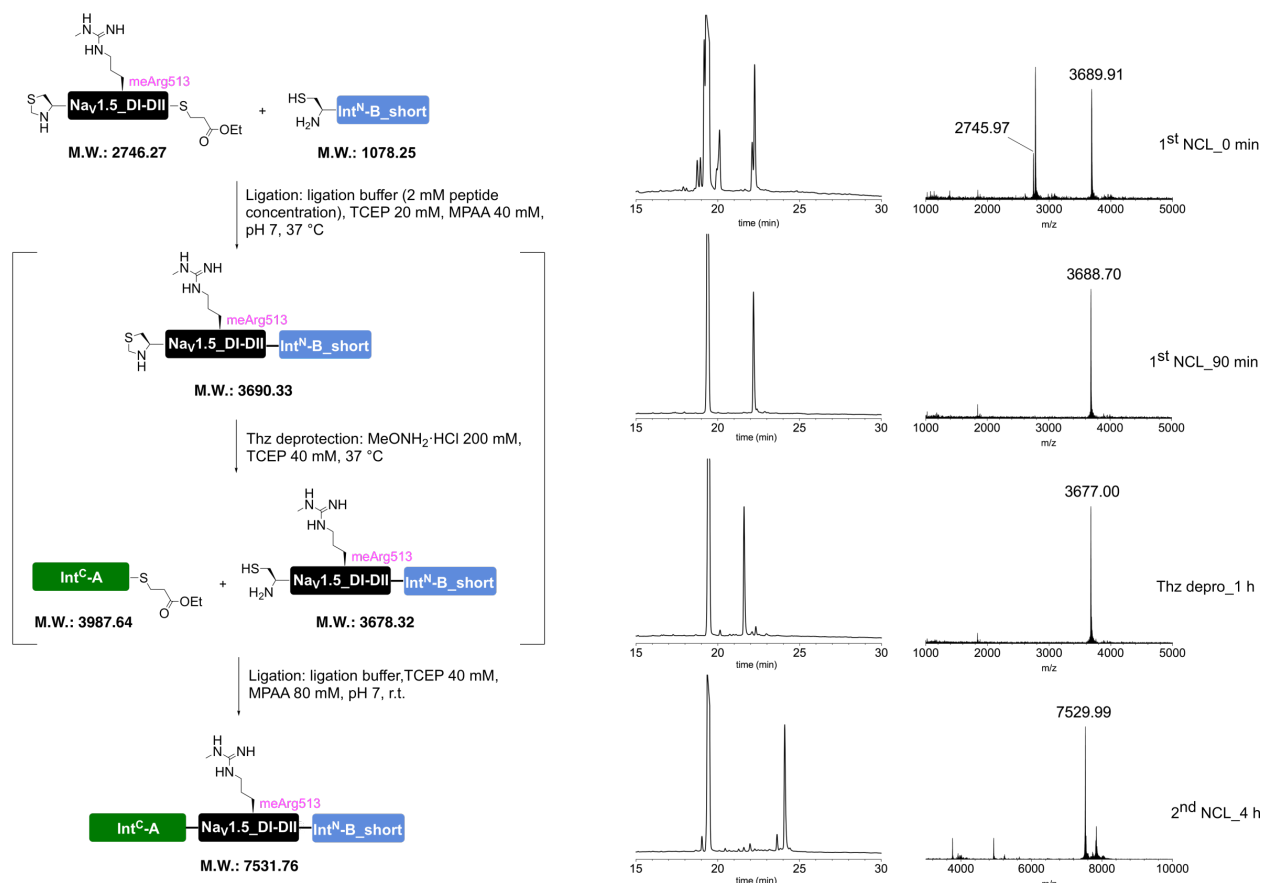 H
N
NH
HN
meArg513
S
N
H
NaV1.5_DI-DII
S
O
OEt
+
HS
H2N
IntN-B_short
M.W.: 2746.27
M.W.: 1078.25
Ligation: ligation buffer (2 mM peptide
concentration), TCEP 20 mM, MPAA 40 mM,
pH 7, 37 °C
H
N
NH
HN
meArg513
S
N
H
NaV1.5_DI-DII
IntN-B_short
M.W.: 3690.33
Thz deprotection: MeONH2·HCl 200 mM,
TCEP 40 mM, 37 °C
H
N
NH
HN
meArg513
IntC-A
S
O
OEt
+
HS
H2N
NaV1.5_DI-DII
IntN-B_short
M.W.: 3987.64
M.W.: 3678.32
Ligation: ligation buffer,TCEP 40 mM,
MPAA 80 mM, pH 7, r.t.
H
N
NH
HN
meArg513
IntC-A
NaV1.5_DI-DII
IntN-B_short
M.W.: 7531.76
15 20 25 30
time (min)
2745.97
3689.91
1000 2000 3000 4000 5000
m/z
1st NCL_0 min
15 20 25 30
time (min)
3688.70
1000 2000 3000 4000 5000
m/z
1st NCL_90 min
15 20 25 30
time (min)
3677.00
1000 2000 3000 4000 5000
m/z
Thz depro_1 h
15 20 25 30
time (min)
7529.99
4000 6000 8000 10000
m/z
2nd NCL_4 h